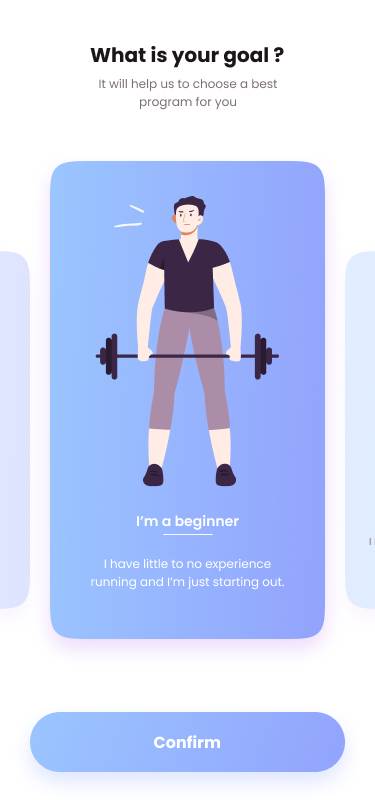 What is your goal ?
It will help us to choose a best
program for you
I'm a beginner
I have little to no experience
running and I'm just starting out.
Confirm